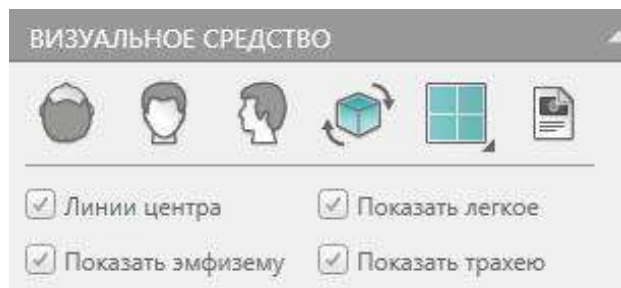 ВИЗУАЛЬНОЕ СРЕДСТВО
Линии центра Показать легкое
Показать эмфизему Показать трахею